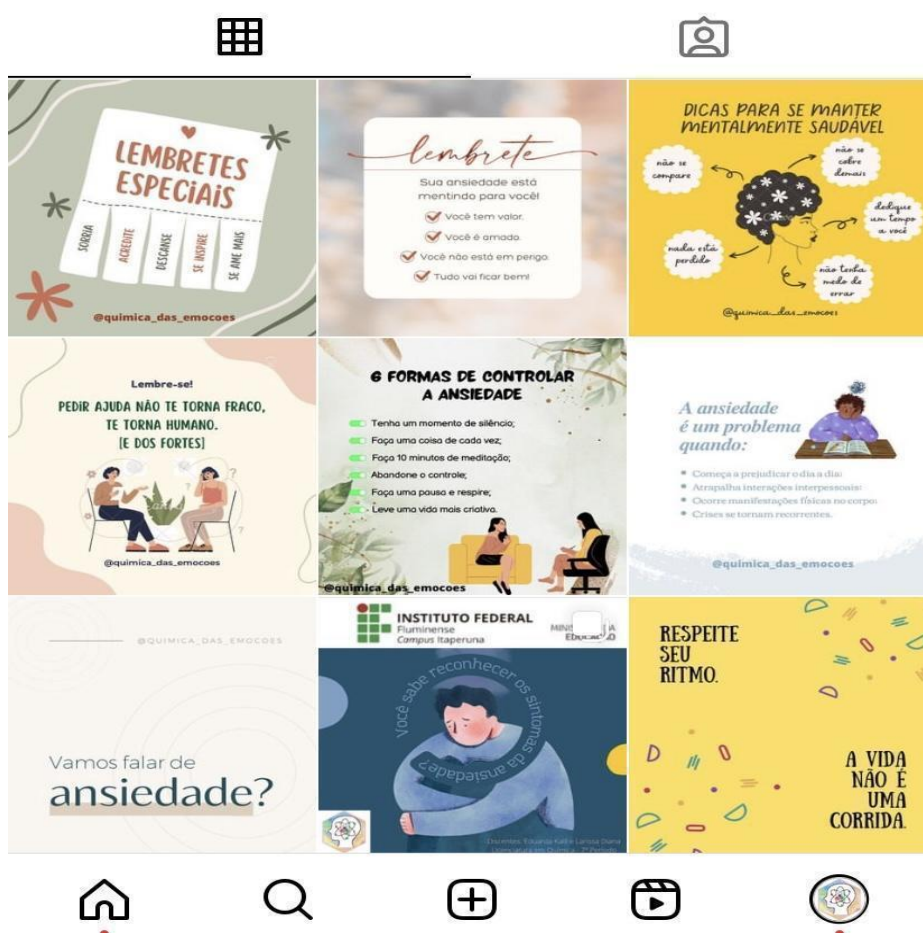 LEMBRETES
ESPECIAIS
SORRIA
ACREDITE
DESCANSE
SE INSPIRE
SE AME MAIS
@quimica_das_emocoes
lembrete
Sua ansiedade está
mentindo para você!
Você tem valor.
Você é amada.
Você não está em perigo.
Tudo vai ficar bem!
DICAS PARA SE MANTER
MENTALMENTE SAUDÁVEL
não se
compare
não se
cobre
demais
dedique
um tempo
a você
nada está
perdido
não tenha
medo de
errar
@quimica_das_emocoes
Lembre-se!
PEDIR AJUDA NÃO TE TORNA FRACO,
TE TORNA HUMANO.
[E DOS FORTES]
@quimica_das_emocoes
6 FORMAS DE CONTROLAR
A ANSIEDADE
Tenha um momento de silêncio;
Faça uma coisa de cada vez;
Faça 10 minutos de meditação;
Abandone o controle;
Faça uma pausa e respire;
Leve uma vida mais criativa.
@quimica_das_emocoes
A ansiedade
é um problema
quando:
Começa a prejudicar o dia a dia;
Atrapalha interações interpessoais;
Ocorre manifestações físicas no corpo;
Crises se tornam recorrentes.
@quimica_das_emocoes
@QUIMICA_DAS_EMOCOES
Vamos falar de
ansiedade?
INSTITUTO FEDERAL
Fluminense
Campus Itaperuna
Você sabe reconhecer os sintomas da ansiedade?
Licenciatura em Química - 7º Período
RESPEITE
SEU
RITMO.
A VIDA
NÃO É
UMA
CORRIDA.